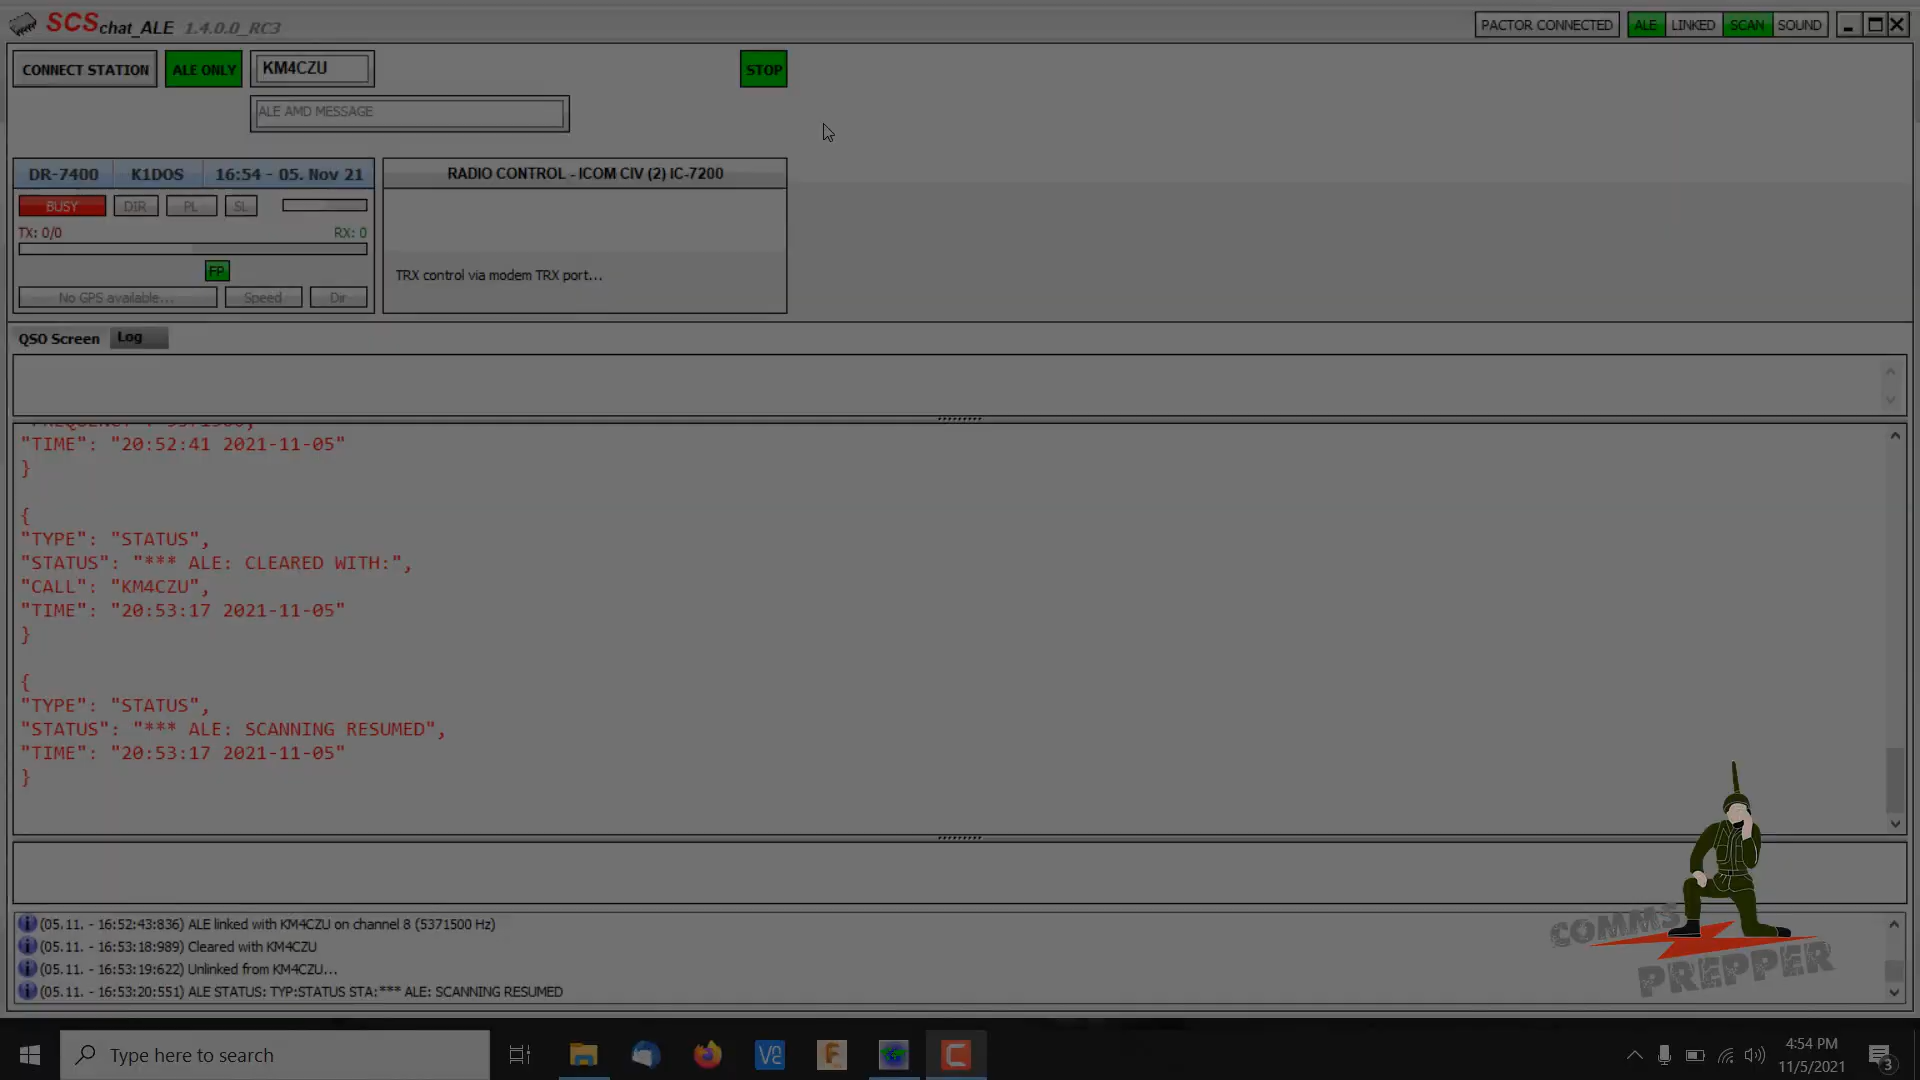 SCSchat_ALE 1.4.0.0_RC3
PACTOR CONNECTED ALE LINKED SCAN SOUND
CONNECT STATION ALE ONLY KM4CZU STOP
ALE AMD MESSAGE
DR-7400 K1DOS 16:54 - 05. Nov 21
RADIO CONTROL - ICOM CIV (2) IC-7200
BUSY DIR PL SL
TX: 0/0 RX: 0
FP
TRX control via modem TRX port...
No GPS available... Speed Dir
QSO Screen Log
"TIME": "20:52:41 2021-11-05"
}
{
"TYPE": "STATUS",
"STATUS": "*** ALE: CLEARED WITH:",
"CALL": "KM4CZU",
"TIME": "20:53:17 2021-11-05"
}
{
"TYPE": "STATUS",
"STATUS": "*** ALE: SCANNING RESUMED",
"TIME": "20:53:17 2021-11-05"
}
(05.11. - 16:52:43:836) ALE linked with KM4CZU on channel 8 (5371500 Hz)
(05.11. - 16:53:18:989) Cleared with KM4CZU
(05.11. - 16:53:19:622) Unlinked from KM4CZU...
(05.11. - 16:53:20:551) ALE STATUS: TYP:STATUS STA:*** ALE: SCANNING RESUMED
COMMS
PREPPER
Type here to search
4:54 PM
11/5/2021
3